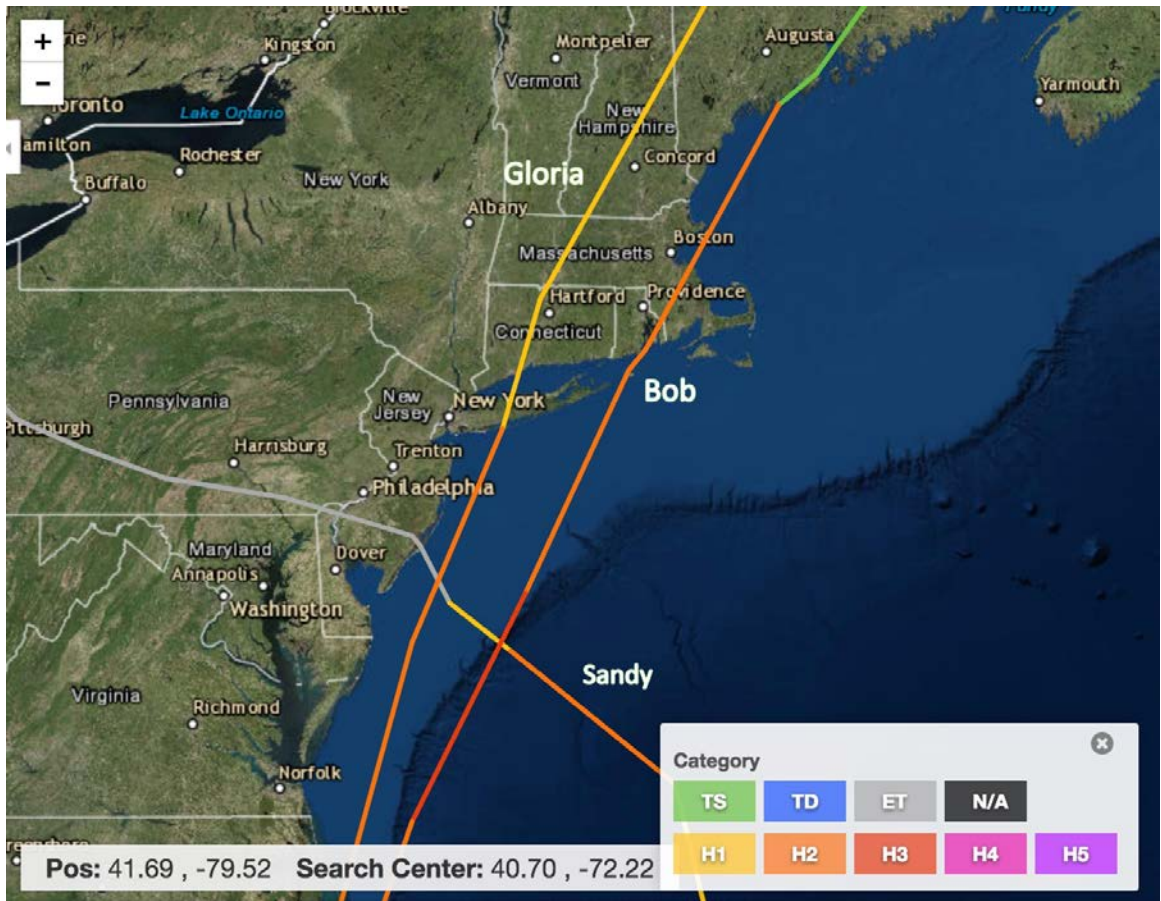 Brockville
Fundy
+
Kingston
Montpelier
Augusta
−
Vermont
Yarmouth
Toronto
Lake Ontario
New
Hampshire
Hamilton
Rochester
Concord
New York
Gloria
Buffalo
Albany
Boston
Massachusetts
Hartford
Providence
Connecticut
Pennsylvania
New
Jersey
New York
Bob
Pittsburgh
Harrisburg
Trenton
Philadelphia
Maryland
Dover
Annapolis
Washington
Sandy
Virginia
Richmond
Norfolk
Category
TS TD ET N/A
H1 H2 H3 H4 H5
Pos: 41.69 , -79.52 Search Center: 40.70 , -72.22